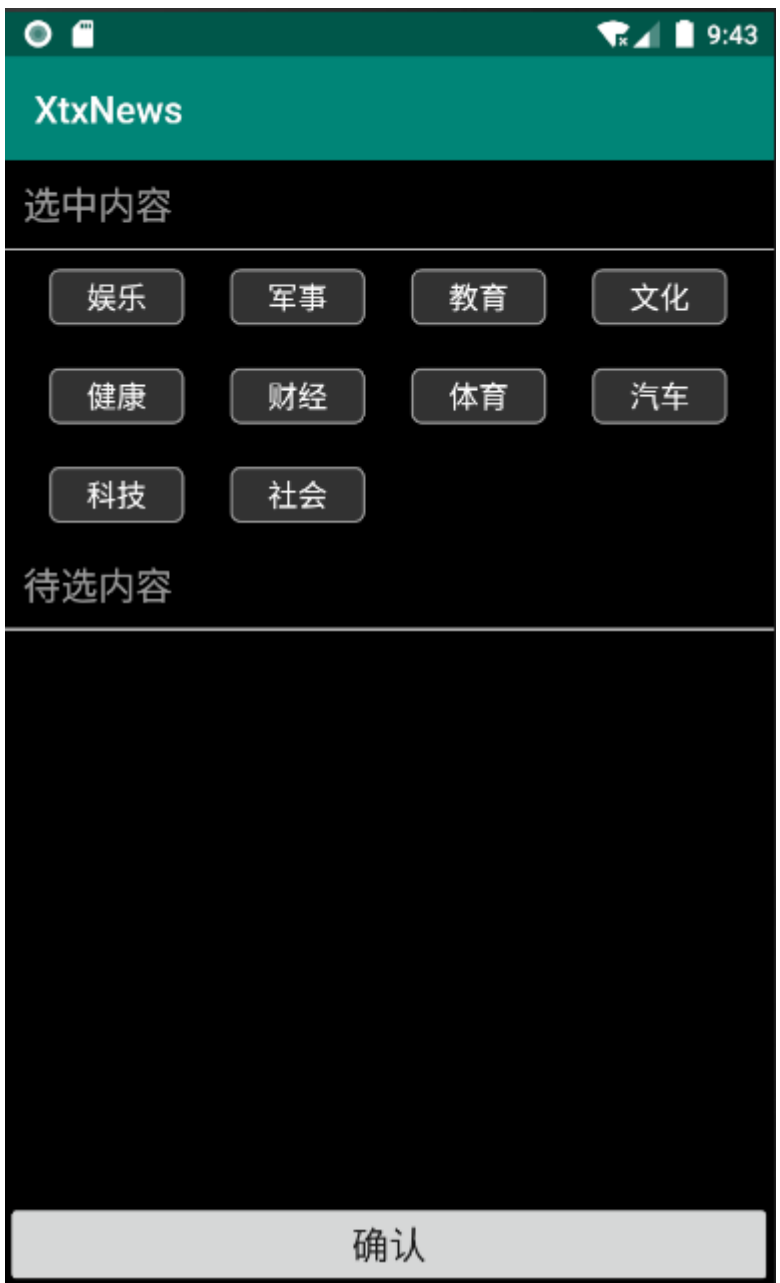 9:43
XtxNews
选中内容
娱乐 军事 教育 文化
健康 财经 体育 汽车
科技 社会
待选内容
确认